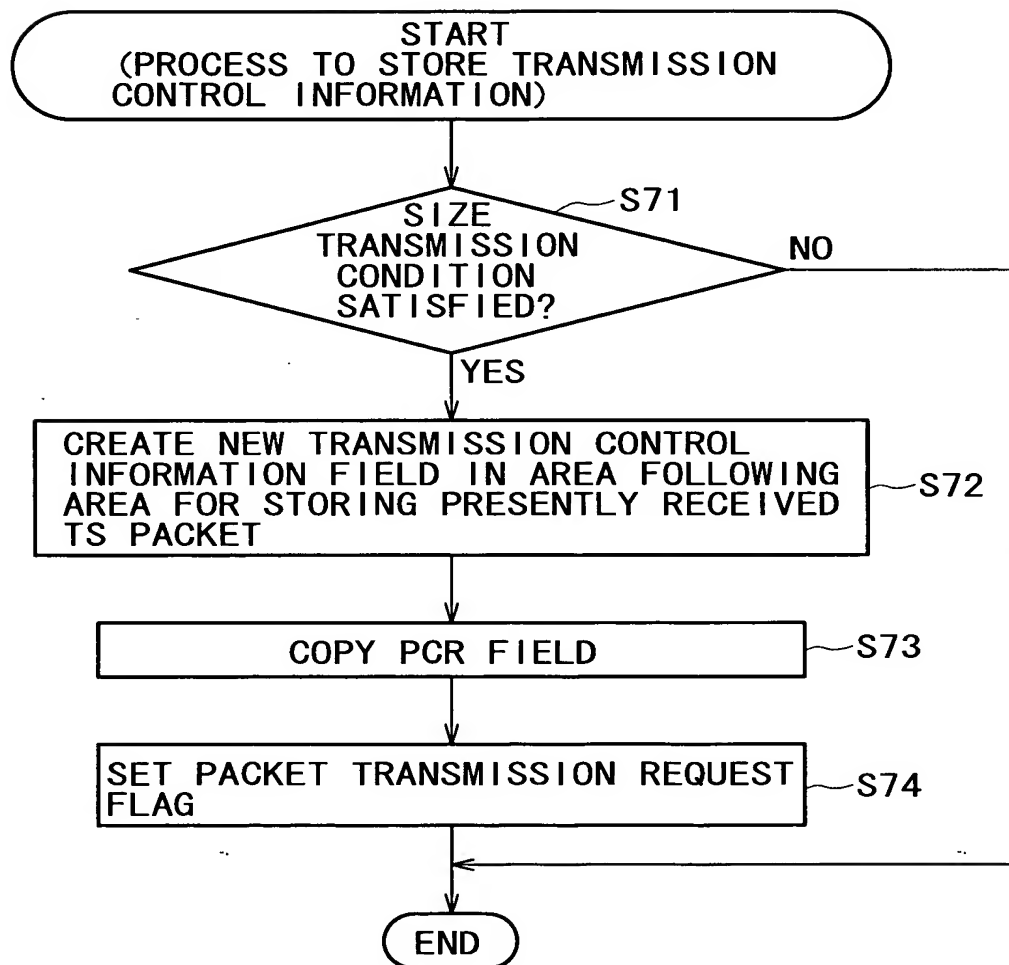 START
(PROCESS TO STORE TRANSMISSION
CONTROL INFORMATION)
S71
SIZE
TRANSMISSION
CONDITION
SATISFIED?
NO
YES
CREATE NEW TRANSMISSION CONTROL
INFORMATION FIELD IN AREA FOLLOWING
AREA FOR STORING PRESENTLY RECEIVED
TS PACKET
S72
COPY PCR FIELD
S73
SET PACKET TRANSMISSION REQUEST
FLAG
S74
END